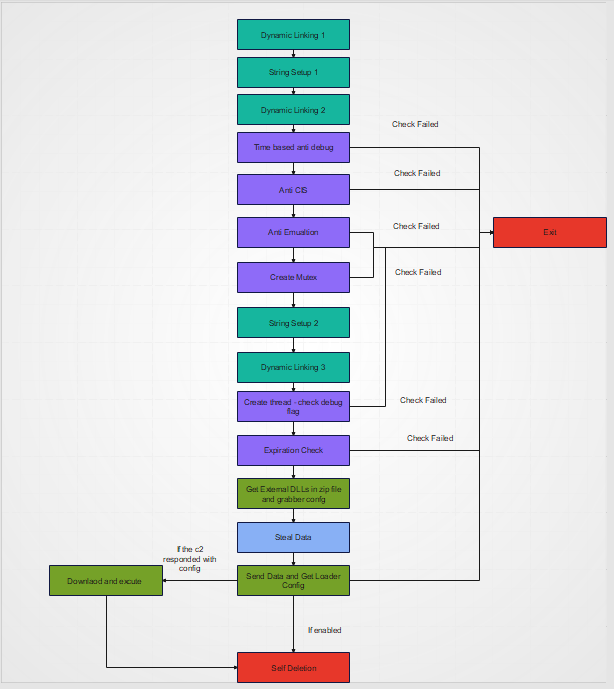 Dynamic Linking 1
String Setup 1
Dynamic Linking 2
Check Failed
Time based anti debug
Check Failed
Anti CIS
Check Failed
Anti Emualtion
Exit
Check Failed
Create Mutex
String Setup 2
Dynamic Linking 3
Create thread - check debug
flag
Check Failed
Check Failed
Expiration Check
Get External DLLs in zip file
and grabber confg
Steal Data
If the c2
responded with
config
Send Data and Get Loader
Config
Downlaod and excute
If enabled
Self Deletion